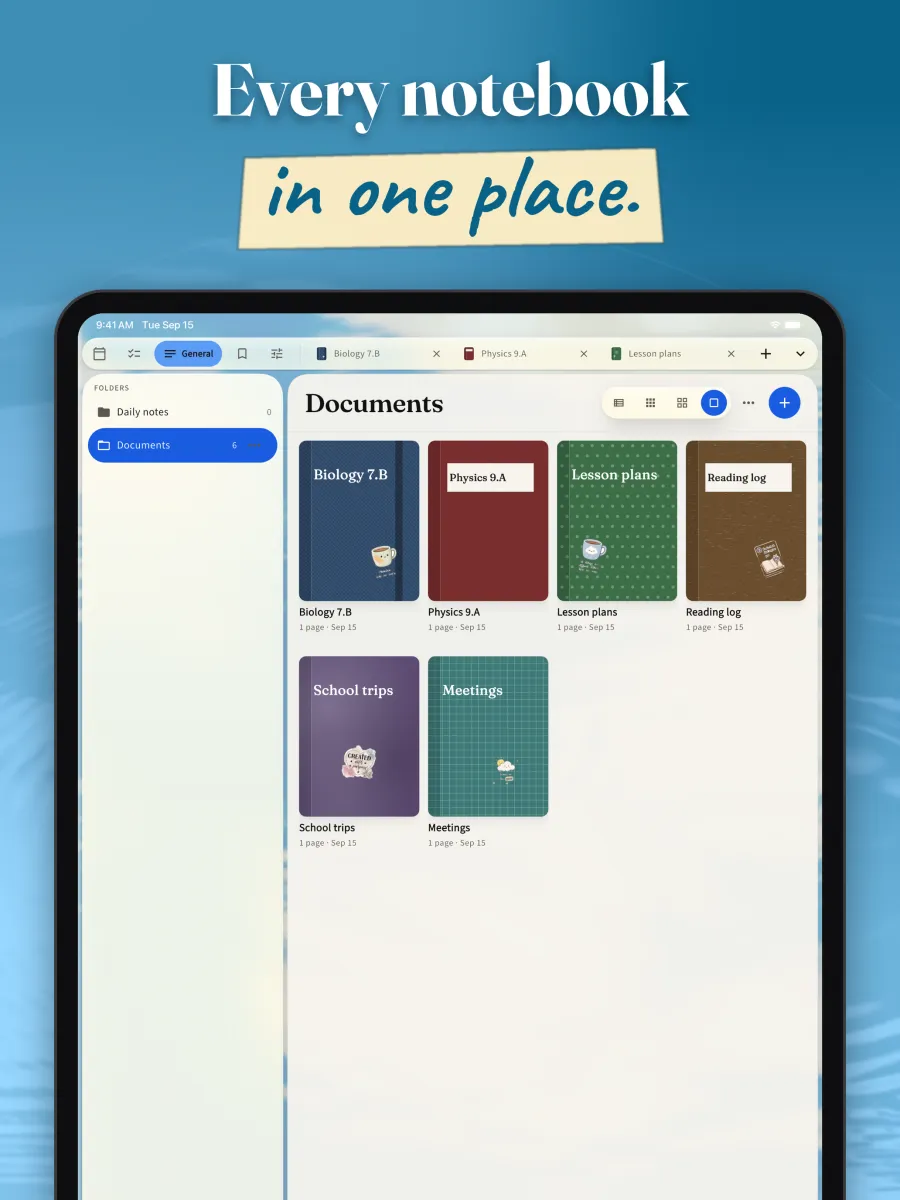 Every notebook
in one place.
9:41 AM Tue Sep 15
General
Biology 7.B
Physics 9.A
Lesson plans
FOLDERS
Daily notes 0
Documents 6
Documents
Biology 7.B
Physics 9.A
Lesson plans
Reading log
Biology 7.B
Physics 9.A
Lesson plans
Reading log
1 page · Sep 15
1 page · Sep 15
1 page · Sep 15
1 page · Sep 15
School trips
Meetings
CREATED
School trips
Meetings
1 page · Sep 15
1 page · Sep 15